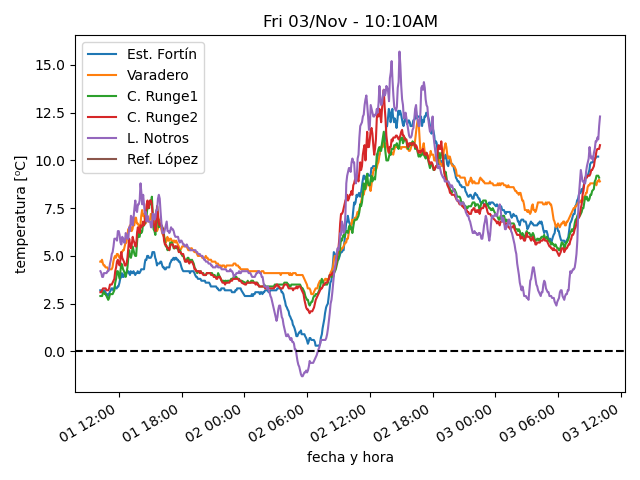 Fri 03/Nov - 10:10AM
temperatura [ºC]
15.0
12.5
10.0
7.5
5.0
2.5
0.0
Est. Fortín
Varadero
C. Runge1
C. Runge2
L. Notros
Ref. López
01 12:00
01 18:00
02 00:00
02 06:00
02 12:00
02 18:00
03 00:00
03 06:00
03 12:00
fecha y hora